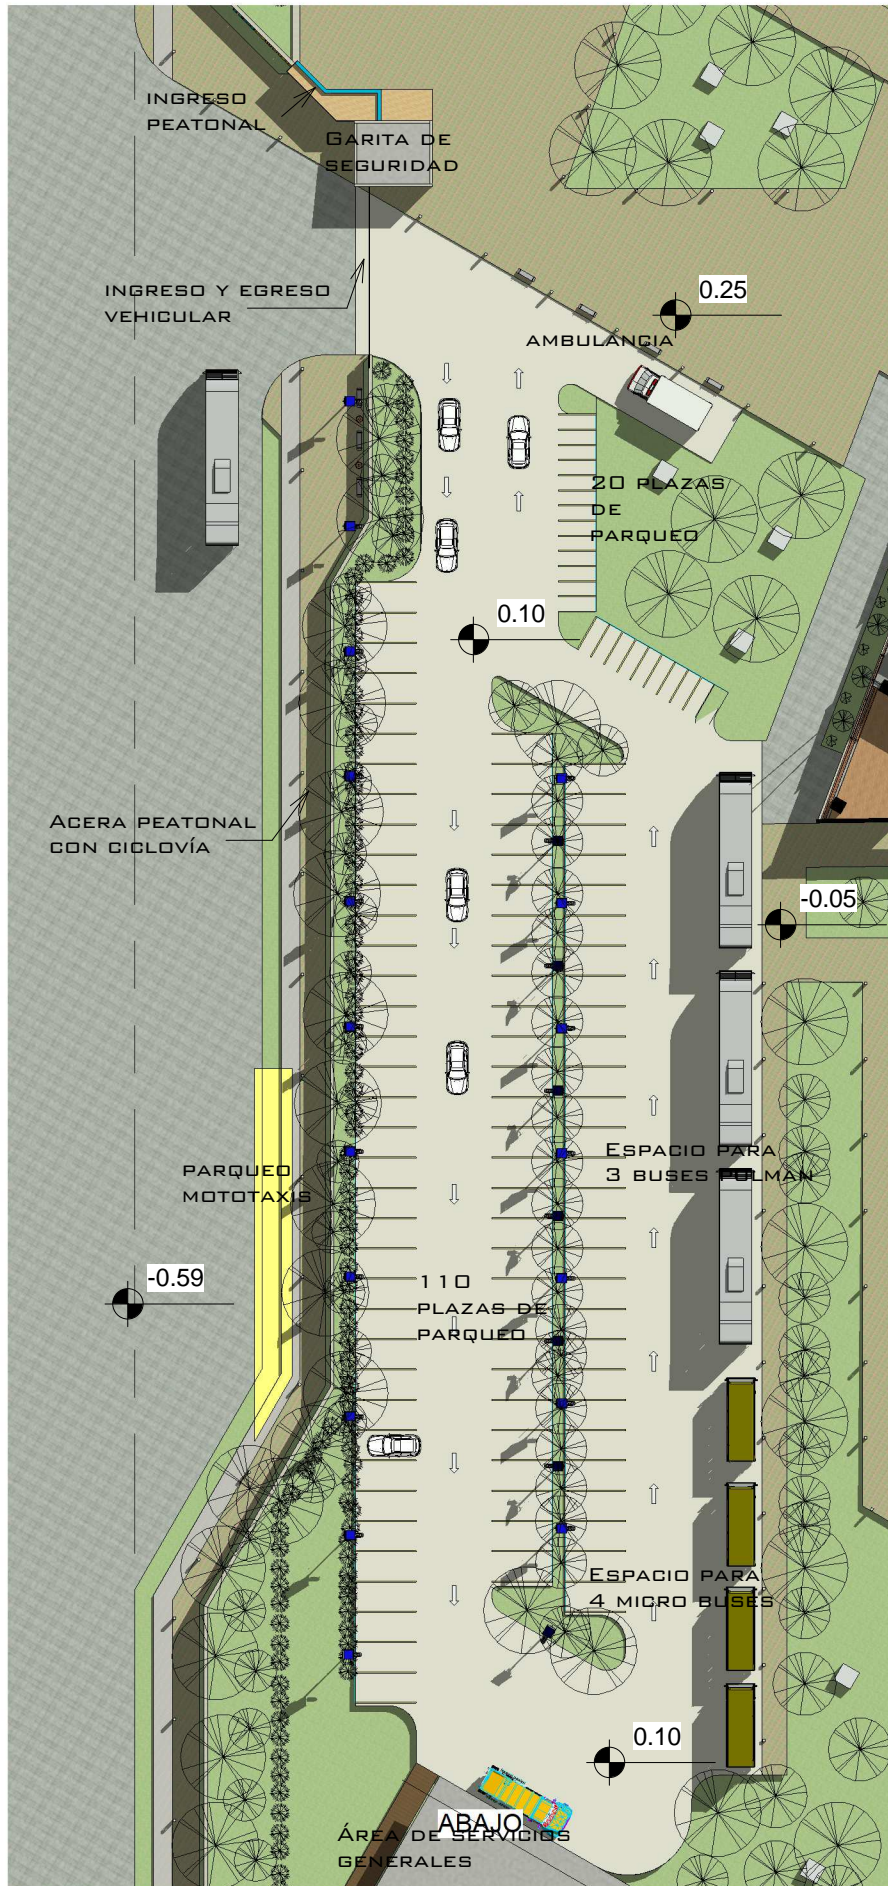 INGRESO
PEATONAL
GARITA DE
SEGURIDAD
INGRESO Y EGRESO
VEHICULAR
0.25
AMBULANCIA
20 PLAZAS
DE
PARQUEO
0.10
ACERA PEATONAL
CON CICLOVÍA
-0.05
ESPACIO PARA
3 BUSES PULMAN
PARQUEO
MOTOTAXIS
-0.59
110
PLAZAS DE
PARQUEO
ESPACIO PARA
4 MICRO BUSES
0.10
ABAJO
ÁREA DE SERVICIOS
GENERALES